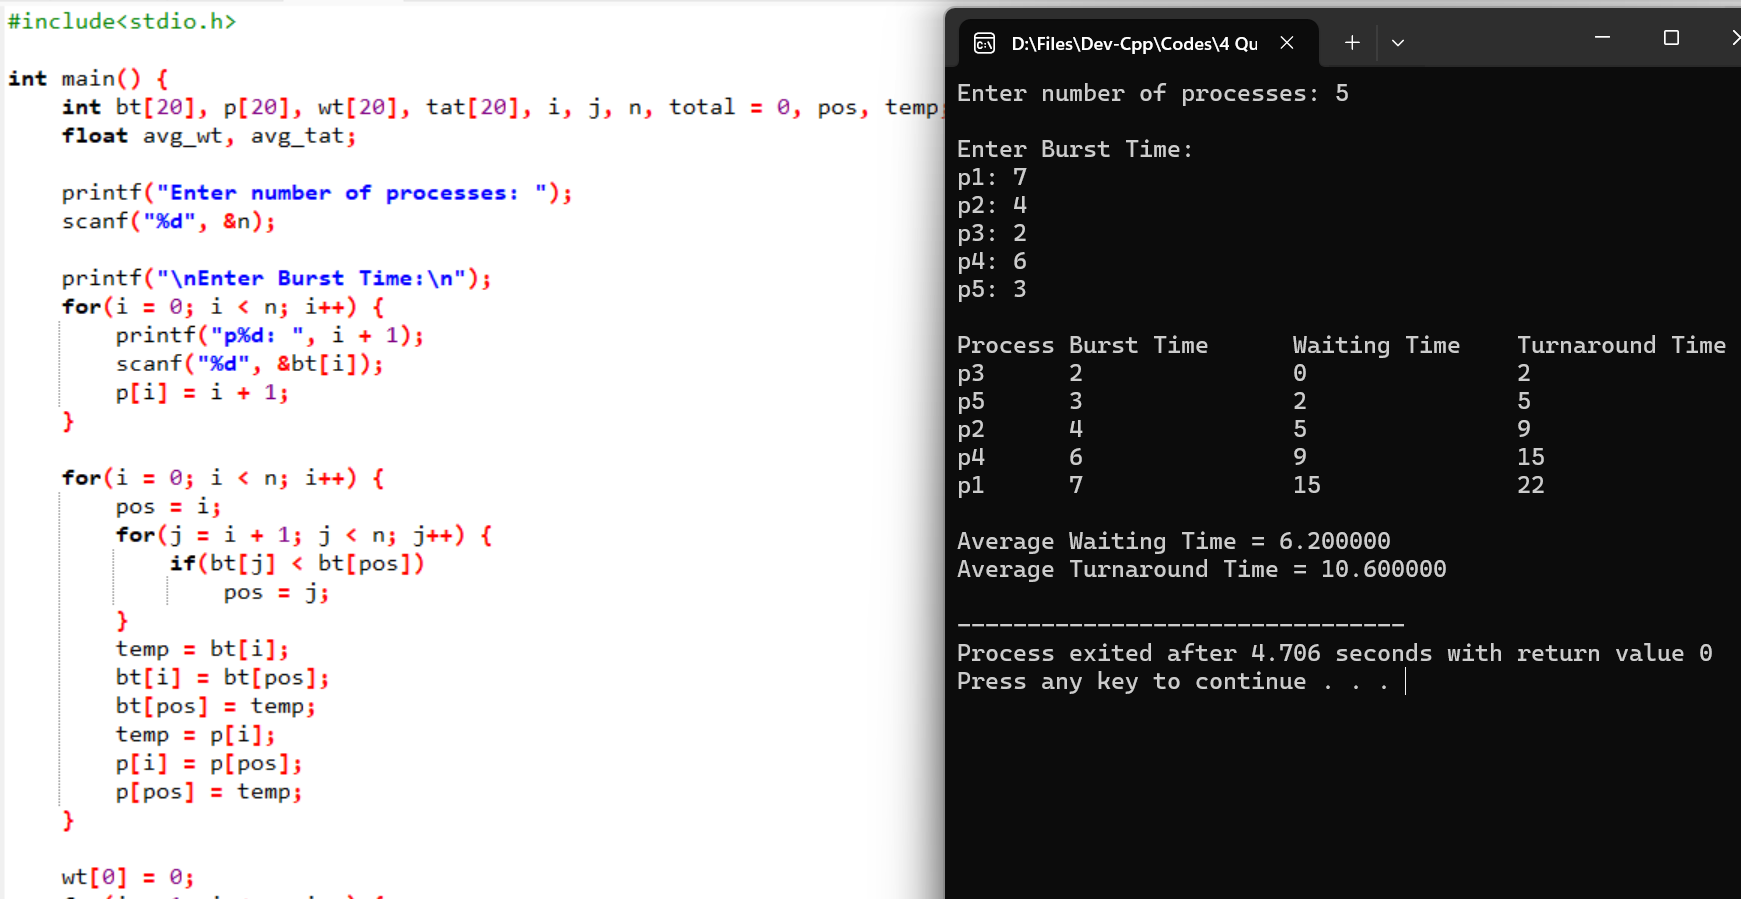 #include<stdio.h>
int main() {
int bt[20], p[20], wt[20], tat[20], i, j, n, total = 0, pos, temp;
float avg_wt, avg_tat;
printf("Enter number of processes: ");
scanf("%d", &n);
printf("\nEnter Burst Time:\n");
for(i = 0; i < n; i++) {
printf("p%d: ", i + 1);
scanf("%d", &bt[i]);
p[i] = i + 1;
}
for(i = 0; i < n; i++) {
pos = i;
for(j = i + 1; j < n; j++) {
if(bt[j] < bt[pos])
pos = j;
}
temp = bt[i];
bt[i] = bt[pos];
bt[pos] = temp;
temp = p[i];
p[i] = p[pos];
p[pos] = temp;
}
wt[0] = 0;
D:\Files\Dev-Cpp\Codes\4 Qu
Enter number of processes: 5
Enter Burst Time:
p1: 7
p2: 4
p3: 2
p4: 6
p5: 3
Process Burst Time Waiting Time Turnaround Time
p3 2 0 2
p5 3 2 5
p2 4 5 9
p4 6 9 15
p1 7 15 22
Average Waiting Time = 6.200000
Average Turnaround Time = 10.600000
--------------------------------
Process exited after 4.706 seconds with return value 0
Press any key to continue . . .